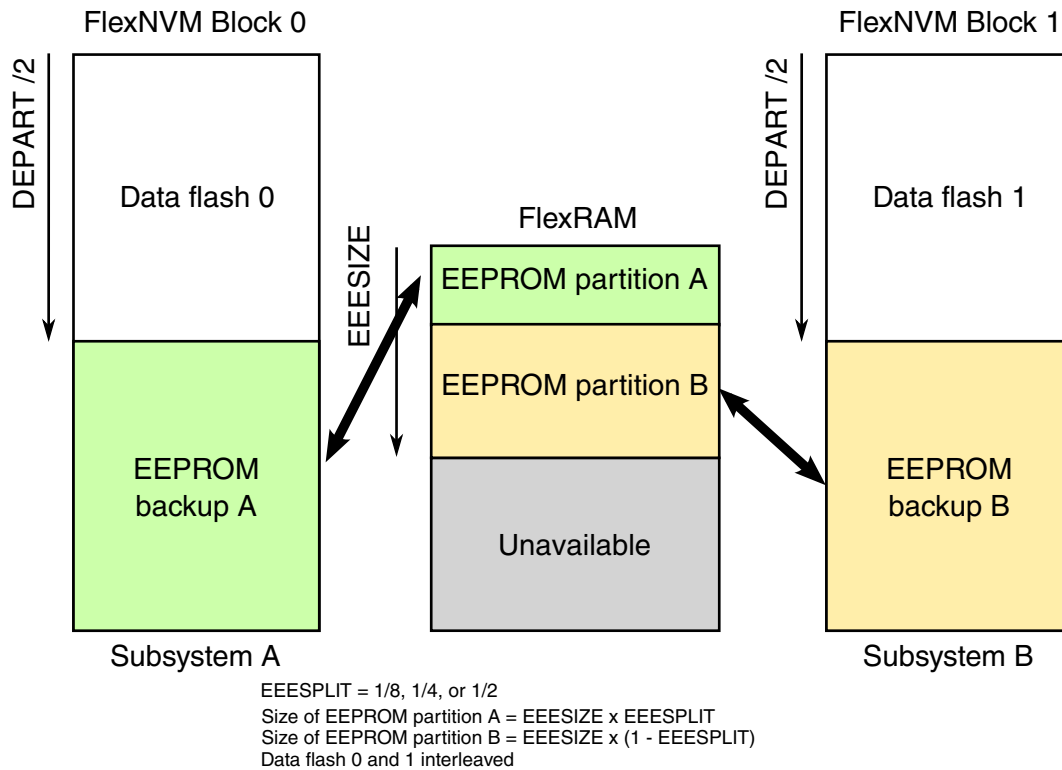 FlexNVM Block 0
FlexNVM Block 1
DEPART /2
DEPART /2
Data flash 0
Data flash 1
FlexRAM
EEESIZE
EEPROM partition A
EEPROM partition B
EEPROM
backup A
EEPROM
backup B
Unavailable
Subsystem A
Subsystem B
EEESPLIT = 1/8, 1/4, or 1/2
Size of EEPROM partition A = EEESIZE x EEESPLIT
Size of EEPROM partition B = EEESIZE x (1 - EEESPLIT)
Data flash 0 and 1 interleaved